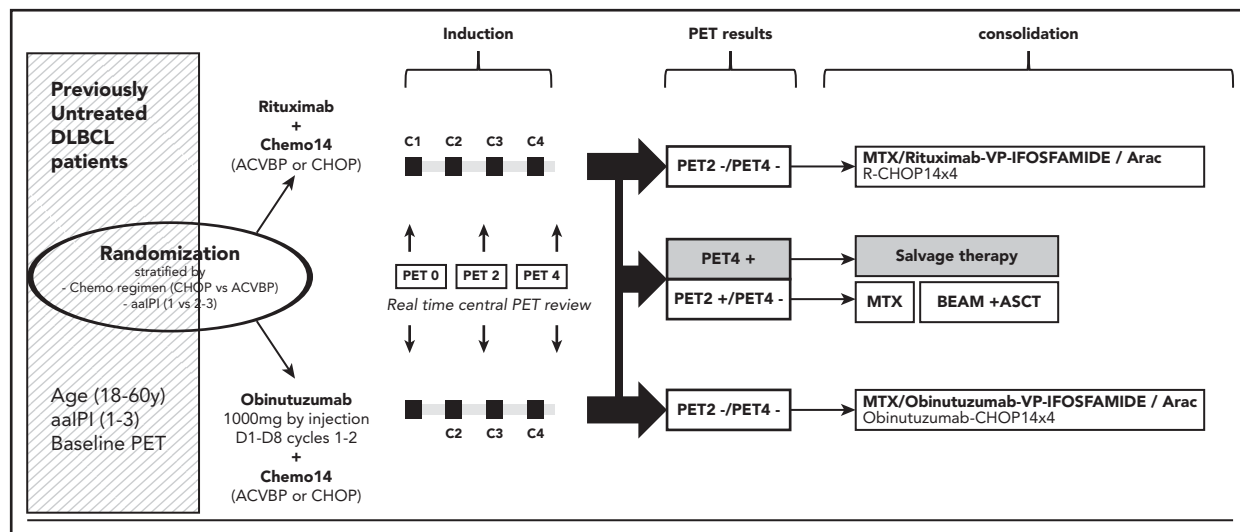 Induction
PET results
consolidation
Previously
Untreated
DLBCL
patients
Rituximab
+
Chemo14
(ACVBP or CHOP)
C1 C2 C3 C4
PET2 -/PET4 -
MTX/Rituximab-VP-IFOSFAMIDE / Arac
R-CHOP14x4
Randomization
stratified by
- Chemo regimen (CHOP vs ACVBP)
- aaIPI (1 vs 2-3)
PET 0 PET 2 PET 4
Real time central PET review
PET4 +
Salvage therapy
PET2 +/PET4 -
MTX
BEAM +ASCT
Age (18-60y)
aaIPI (1-3)
Baseline PET
Obinutuzumab
1000mg by injection
D1-D8 cycles 1-2
+
Chemo14
(ACVBP or CHOP)
C2 C3 C4
PET2 -/PET4 -
MTX/Obinutuzumab-VP-IFOSFAMIDE / Arac
Obinutuzumab-CHOP14x4